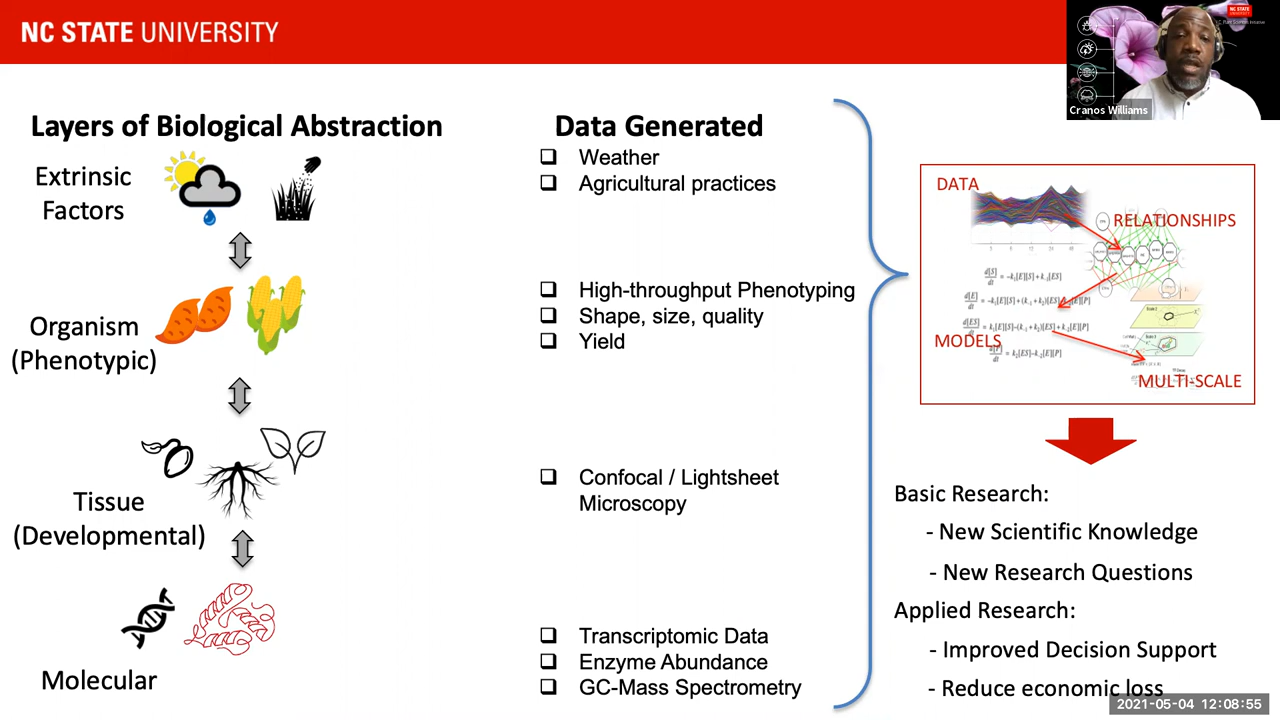 NC STATE UNIVERSITY
NC STATE
UNIVERSITY
Cranos Williams
Layers of Biological Abstraction
Extrinsic
Factors
Organism
(Phenotypic)
Tissue
(Developmental)
Molecular
Data Generated
Weather
Agricultural practices
High-throughput Phenotyping
Shape, size, quality
Yield
Confocal / Lightsheet
Microscopy
Transcriptomic Data
Enzyme Abundance
GC-Mass Spectrometry
DATA
RELATIONSHIPS
MODELS
MULTI-SCALE
Basic Research:
- New Scientific Knowledge
- New Research Questions
Applied Research:
- Improved Decision Support
- Reduce economic loss
2021-05-04 12:08:55